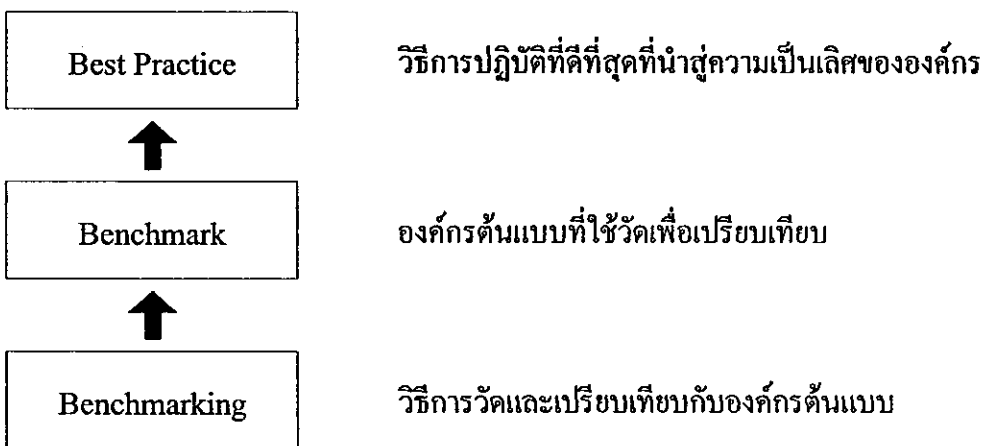 Best Practice วิธีการปฏิบัติที่ดีที่สุดที่นำสู่ความเป็นเลิศขององค์กร
Benchmark องค์กรต้นแบบที่ใช้วัดเพื่อเปรียบเทียบ
Benchmarking วิธีการวัดและเปรียบเทียบกับองค์กรต้นแบบ